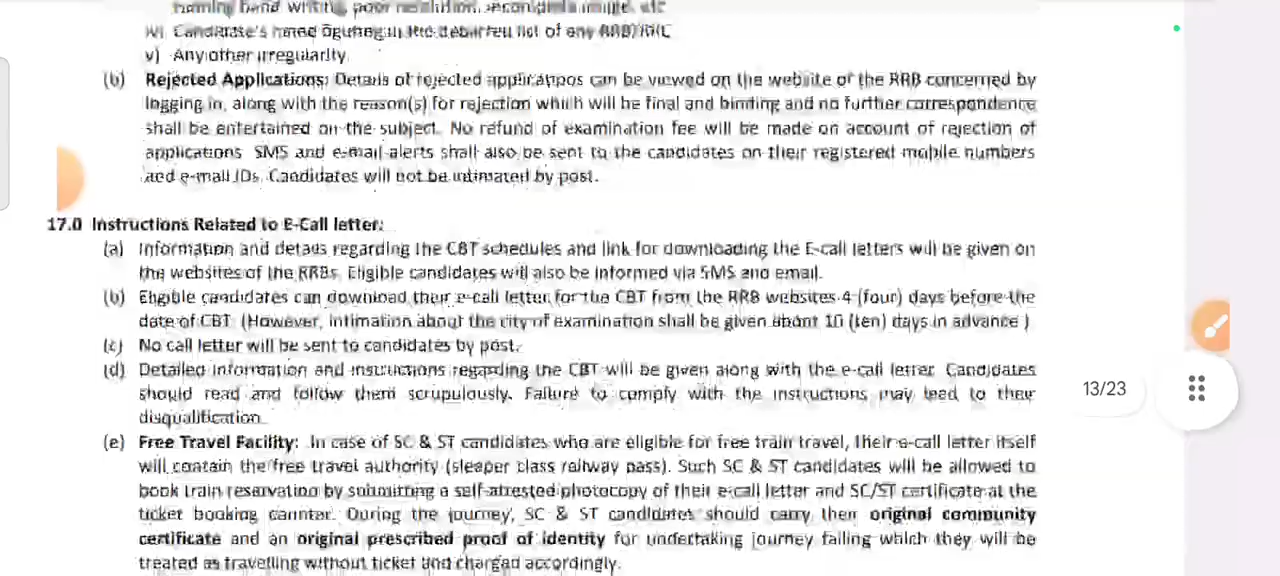 iv) Candidate's name figuring in the debarred list of any RRB/RRC
v) Any other irregularity.
(b) Rejected Applications: Details of rejected applications can be viewed on the website of the RRB concerned by
logging in, along with the reason(s) for rejection which will be final and binding and no further correspondence
shall be entertained on the subject. No refund of examination fee will be made on account of rejection of
applications. SMS and e-mail alerts shall also be sent to the candidates on their registered mobile numbers
and e-mail IDs. Candidates will not be intimated by post.
17.0 Instructions Related to E-Call letter:
(a) Information and details regarding the CBT schedules and link for downloading the E-call letters will be given on
the websites of the RRBs. Eligible candidates will also be informed via SMS and email.
(b) Eligible candidates can download their e-call letter for the CBT from the RRB websites 4 (four) days before the
date of CBT. (However, intimation about the city of examination shall be given about 10 (ten) days in advance.)
(c) No call letter will be sent to candidates by post.
(d) Detailed information and instructions regarding the CBT will be given along with the e-call letter. Candidates
should read and follow them scrupulously. Failure to comply with the instructions may lead to their
disqualification.
(e) Free Travel Facility: In case of SC & ST candidates who are eligible for free train travel, their e-call letter itself
will contain the free travel authority (sleeper class railway pass). Such SC & ST candidates will be allowed to
book train reservation by submitting a self-attested photocopy of their e-call letter and SC/ST certificate at the
ticket booking counter. During the journey, SC & ST candidates should carry their original community
certificate and an original prescribed proof of identity for undertaking journey failing which they will be
treated as travelling without ticket and charged accordingly.
13/23